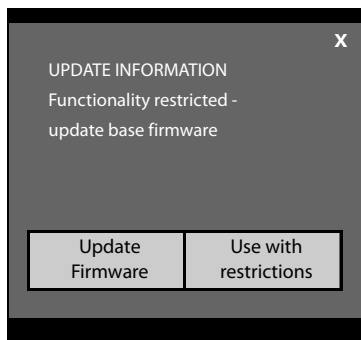 X
UPDATE INFORMATION
Functionality restricted -
update base firmware
Update
Firmware
Use with
restrictions